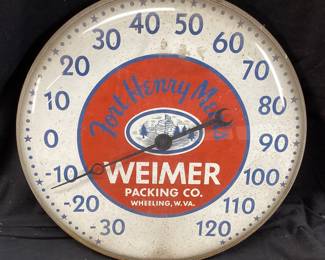 30 40 50 60
20 70
10 80
0 90
-10 100
-20 110
-30 120
Fort Henry Meats
WEIMER
PACKING CO.
WHEELING, W. VA.